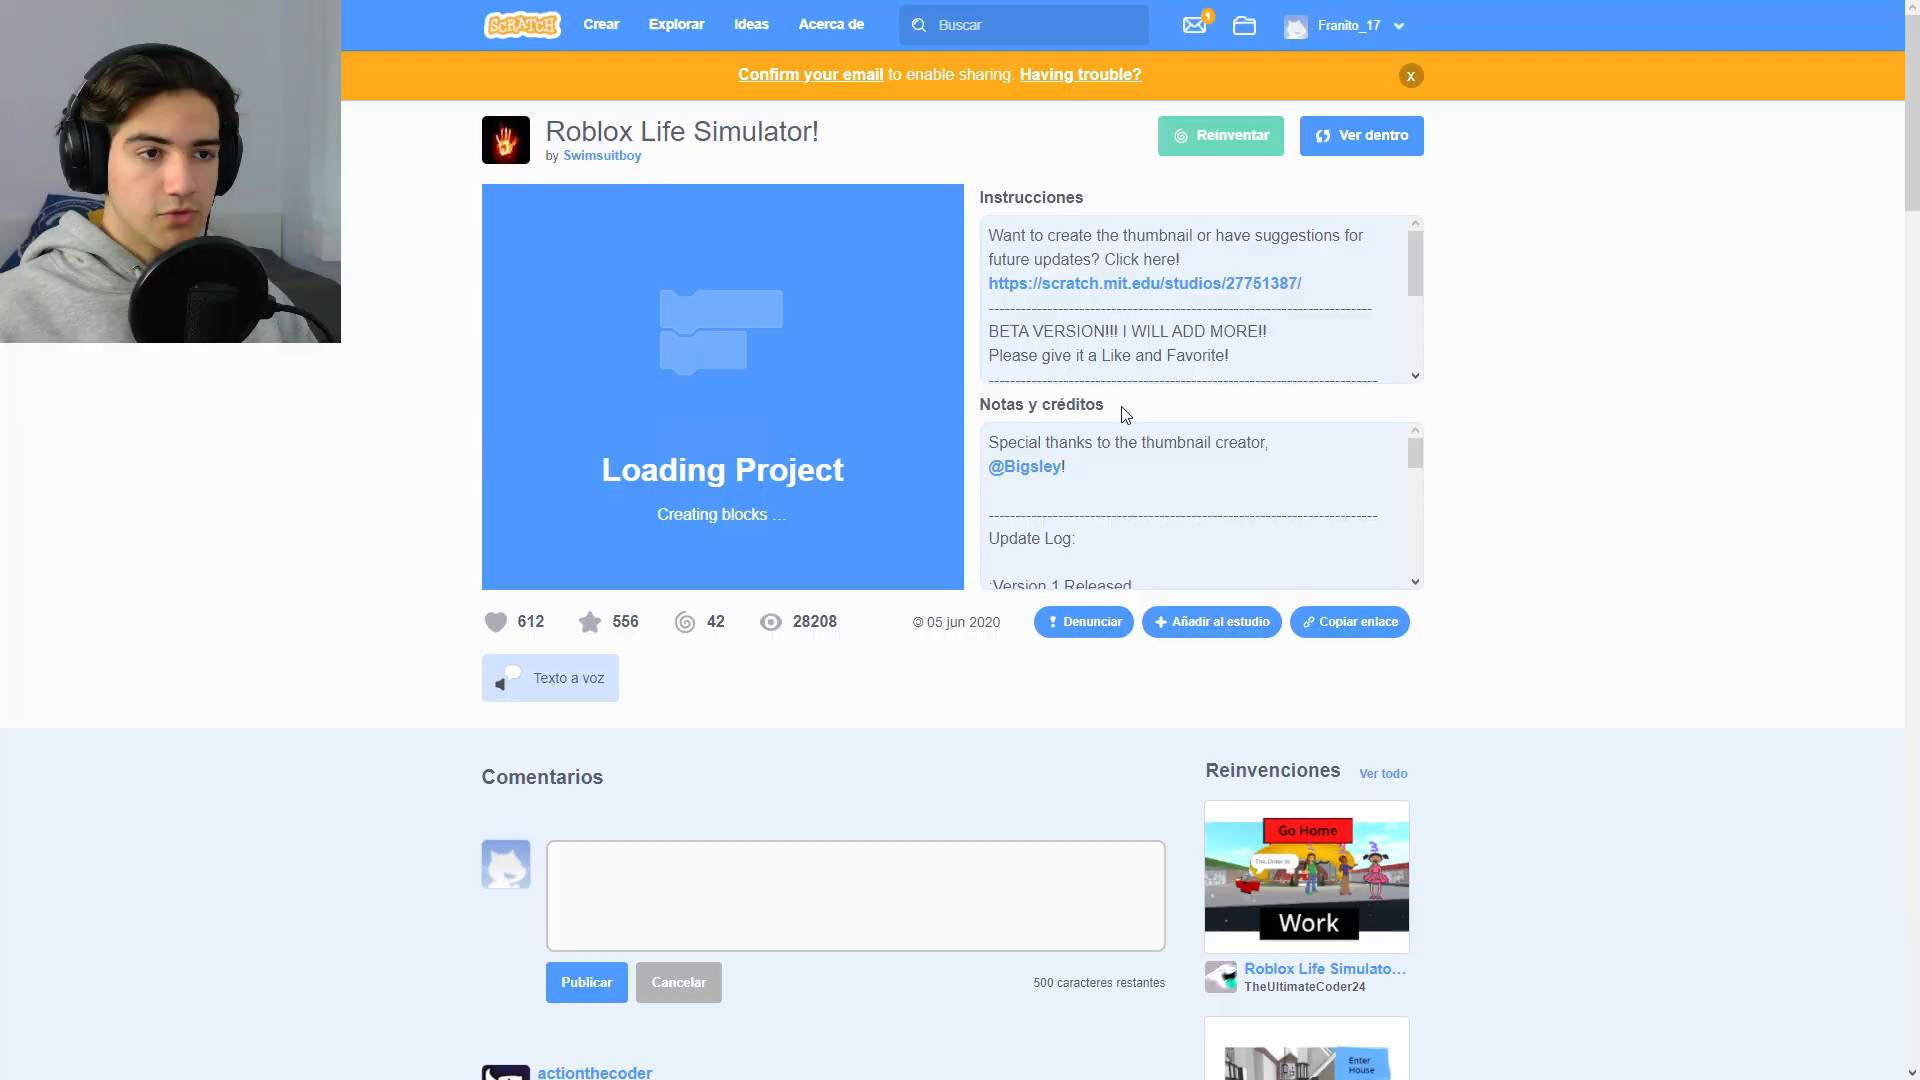 SCRATCH
Crear
Explorar
Ideas
Acerca de
Buscar
1
Franito_17
Confirm your email to enable sharing. Having trouble?
X
Roblox Life Simulator!
by Swimsuitboy
Reinventar
Ver dentro
Loading Project
Creating blocks ...
Instrucciones
Want to create the thumbnail or have suggestions for
future updates? Click here!
https://scratch.mit.edu/studios/27751387/
--------------------------------------------------------------------------------
BETA VERSION!!! I WILL ADD MORE!!
Please give it a Like and Favorite!
---------------------------------------------------------------------------------
Notas y créditos
Special thanks to the thumbnail creator,
@Bigsley!
---------------------------------------------------------------------------------
Update Log:
:Version 1 Released
612
556
42
28208
© 05 jun 2020
Denunciar
Añadir al estudio
Copiar enlace
Texto a voz
Comentarios
Publicar
Cancelar
500 caracteres restantes
actionthecoder
Reinvenciones
Ver todo
Go Home
The Order Is.
3
Work
Roblox Life Simulato...
TheUltimateCoder24
Enter
House